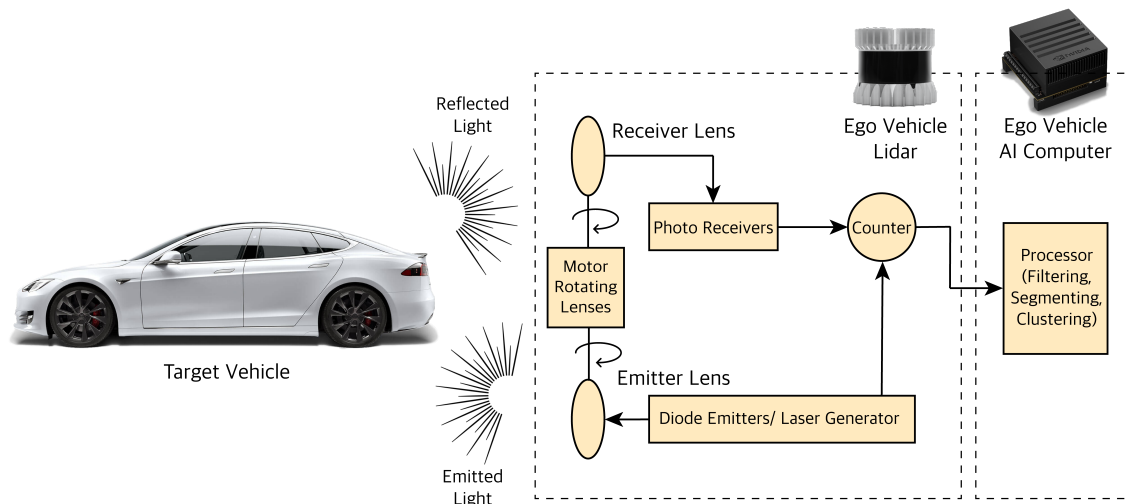 Reflected
Light
Receiver Lens
Ego Vehicle
Lidar
Ego Vehicle
AI Computer
Photo Receivers
Counter
Motor
Rotating
Lenses
Processor
(Filtering,
Segmenting,
Clustering)
Target Vehicle
Emitter Lens
Diode Emitters/ Laser Generator
Emitted
Light